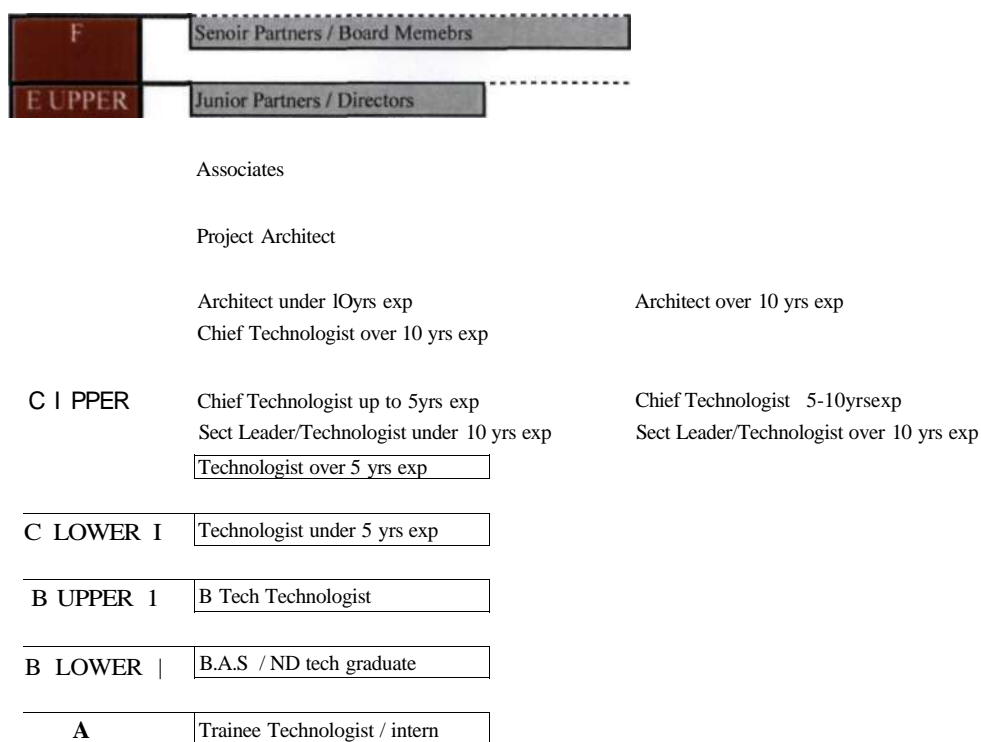 F Senoir Partners / Board Memebrs
E UPPER Junior Partners / Directors
Associates
Project Architect
Architect under lOyrs exp Architect over 10 yrs exp
Chief Technologist over 10 yrs exp
C I PPER Chief Technologist up to 5yrs exp Chief Technologist 5-10yrsexp
Sect Leader/Technologist under 10 yrs exp Sect Leader/Technologist over 10 yrs exp
Technologist over 5 yrs exp
C LOWER I Technologist under 5 yrs exp
B UPPER 1 B Tech Technologist
B LOWER | B.A.S / ND tech graduate
A Trainee Technologist / intern